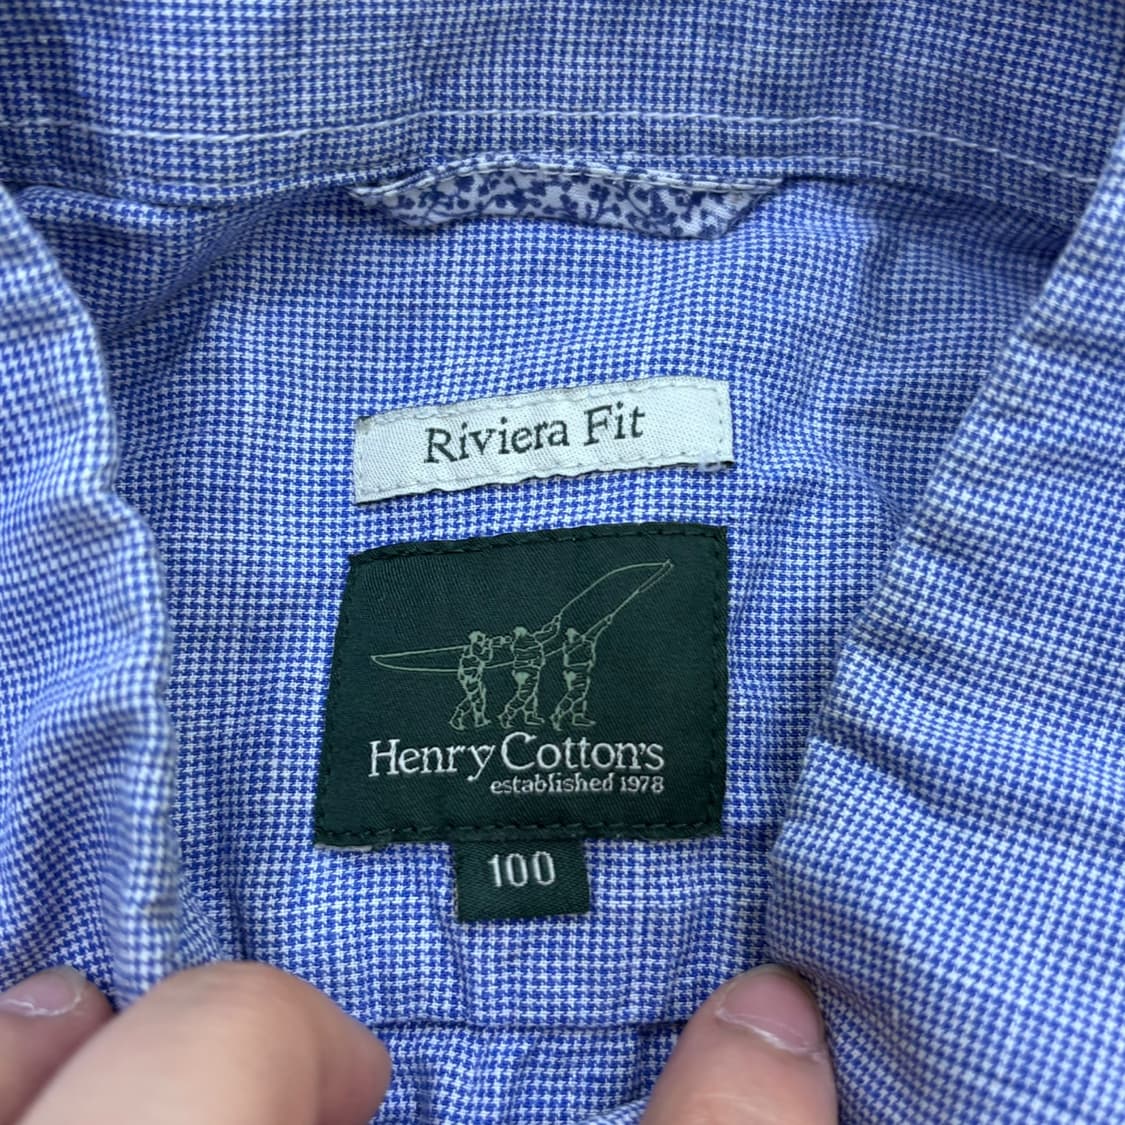 Riviera Fit
Henry Cotton's
established 1978
100